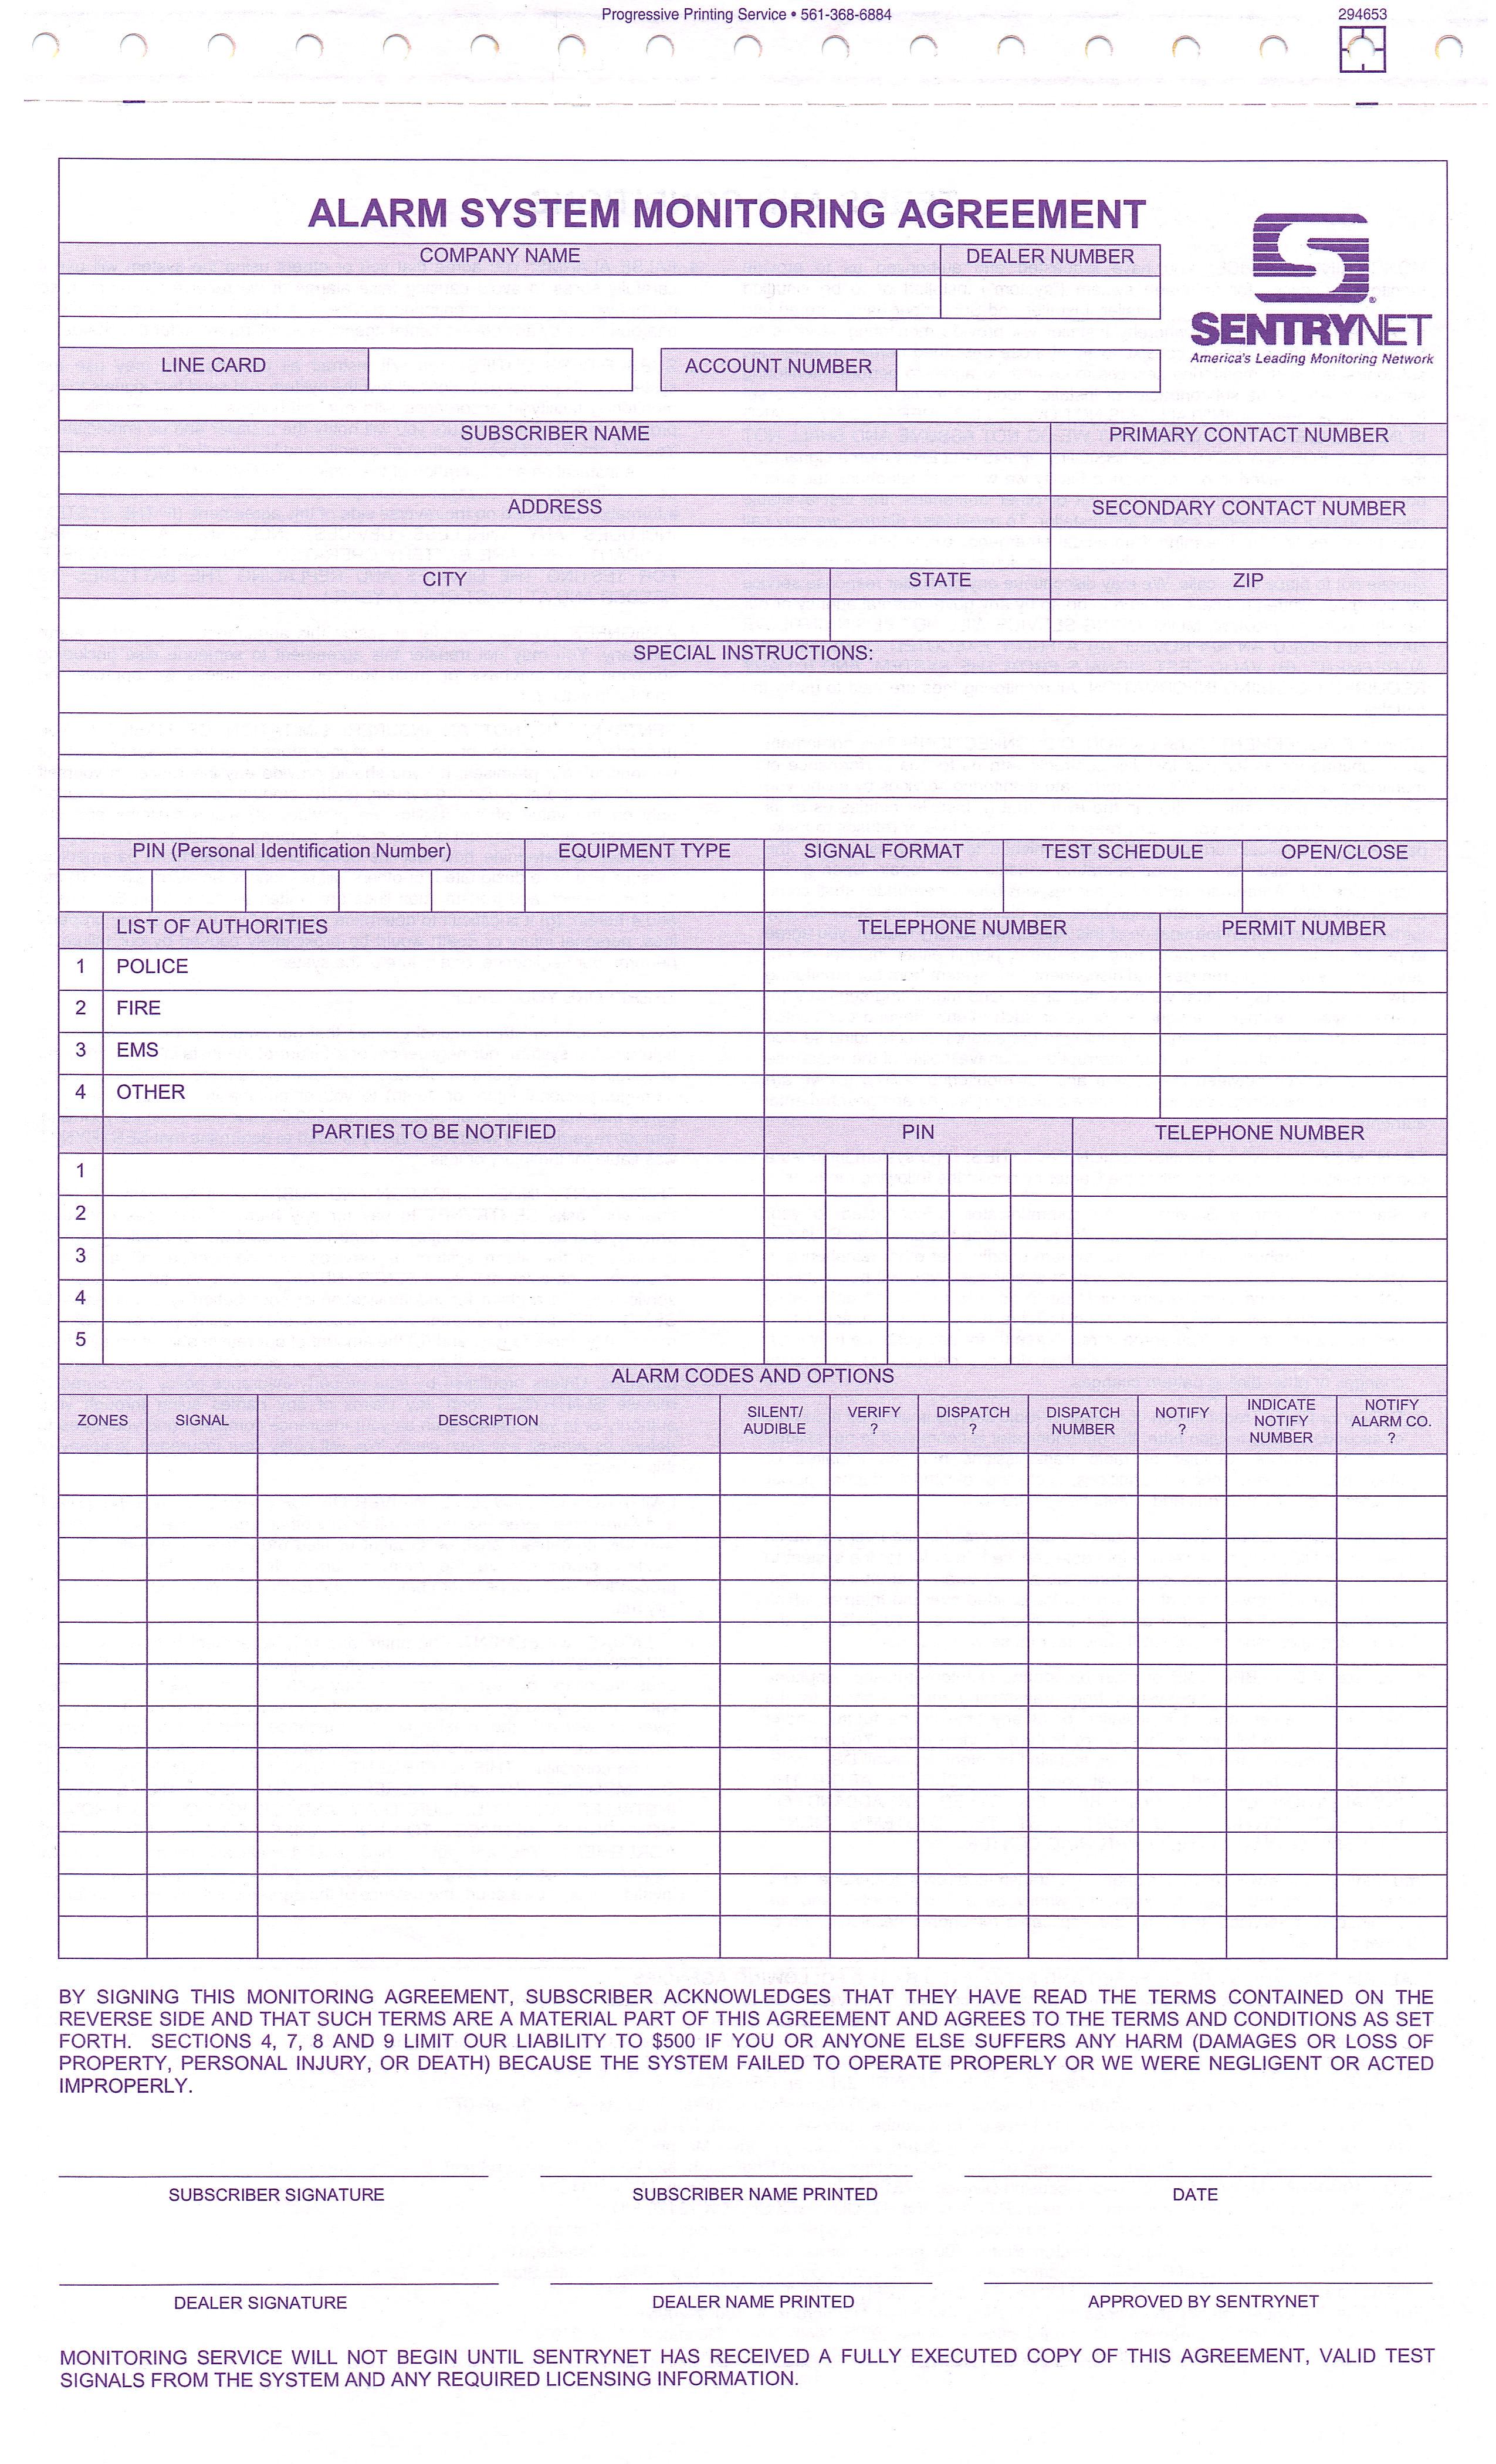 Progressive Printing Service • 561-368-6884
294653
ALARM SYSTEM MONITORING AGREEMENT
COMPANY NAME
DEALER NUMBER
SENTRYNET
America's Leading Monitoring Network
LINE CARD
ACCOUNT NUMBER
SUBSCRIBER NAME
PRIMARY CONTACT NUMBER
ADDRESS
SECONDARY CONTACT NUMBER
CITY
STATE
ZIP
SPECIAL INSTRUCTIONS:
PIN (Personal Identification Number)
EQUIPMENT TYPE
SIGNAL FORMAT
TEST SCHEDULE
OPEN/CLOSE
LIST OF AUTHORITIES
TELEPHONE NUMBER
PERMIT NUMBER
1 POLICE
2 FIRE
3 EMS
4 OTHER
PARTIES TO BE NOTIFIED
PIN
TELEPHONE NUMBER
1
2
3
4
5
ALARM CODES AND OPTIONS
ZONES
SIGNAL
DESCRIPTION
SILENT/
AUDIBLE
VERIFY
?
DISPATCH
?
DISPATCH
NUMBER
NOTIFY
?
INDICATE
NOTIFY
NUMBER
NOTIFY
ALARM CO.
?
BY SIGNING THIS MONITORING AGREEMENT, SUBSCRIBER ACKNOWLEDGES THAT THEY HAVE READ THE TERMS CONTAINED ON THE
REVERSE SIDE AND THAT SUCH TERMS ARE A MATERIAL PART OF THIS AGREEMENT AND AGREES TO THE TERMS AND CONDITIONS AS SET
FORTH. SECTIONS 4, 7, 8 AND 9 LIMIT OUR LIABILITY TO $500 IF YOU OR ANYONE ELSE SUFFERS ANY HARM (DAMAGES OR LOSS OF
PROPERTY, PERSONAL INJURY, OR DEATH) BECAUSE THE SYSTEM FAILED TO OPERATE PROPERLY OR WE WERE NEGLIGENT OR ACTED
IMPROPERLY.
SUBSCRIBER SIGNATURE
SUBSCRIBER NAME PRINTED
DATE
DEALER SIGNATURE
DEALER NAME PRINTED
APPROVED BY SENTRYNET
MONITORING SERVICE WILL NOT BEGIN UNTIL SENTRYNET HAS RECEIVED A FULLY EXECUTED COPY OF THIS AGREEMENT, VALID TEST
SIGNALS FROM THE SYSTEM AND ANY REQUIRED LICENSING INFORMATION.